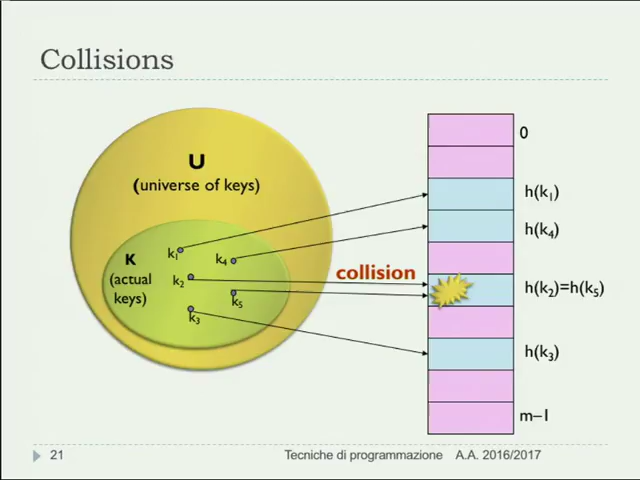 Collisions
U
(universe of keys)
K
(actual
keys)
k₁
k₄
k₂
k₅
k₃
collision
0
h(k₁)
h(k₄)
h(k₂)=h(k₅)
h(k₃)
m–1
21
Tecniche di programmazione A.A. 2016/2017